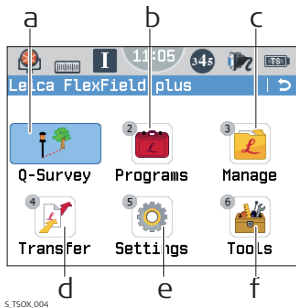 a b c
I 11:05 345 TS
Leica FlexField plus
2 3
Q-Survey Programs Manage
4 5 6
Transfer Settings Tools
d e f
S_TSOX_004